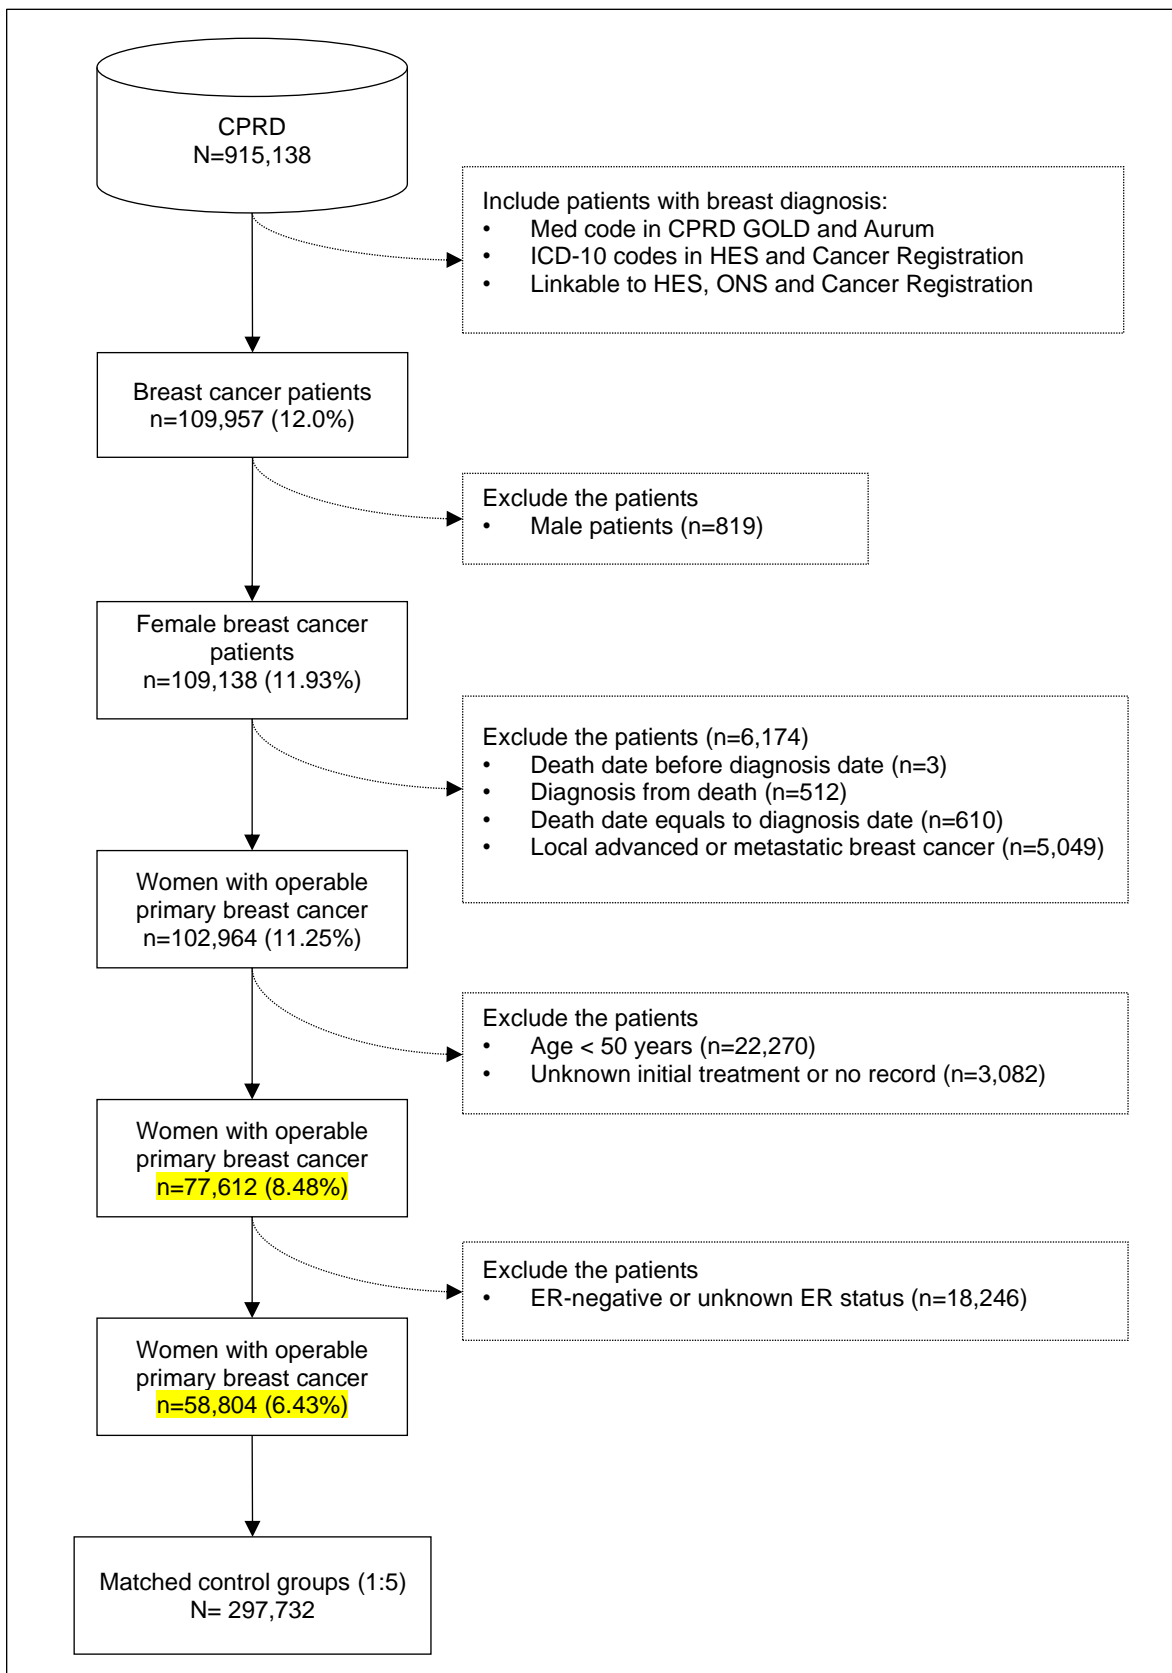 CPRD
N=915,138
Include patients with breast diagnosis:
• Med code in CPRD GOLD and Aurum
• ICD-10 codes in HES and Cancer Registration
• Linkable to HES, ONS and Cancer Registration
Breast cancer patients
n=109,957 (12.0%)
Exclude the patients
• Male patients (n=819)
Female breast cancer
patients
n=109,138 (11.93%)
Exclude the patients (n=6,174)
• Death date before diagnosis date (n=3)
• Diagnosis from death (n=512)
• Death date equals to diagnosis date (n=610)
• Local advanced or metastatic breast cancer (n=5,049)
Women with operable
primary breast cancer
n=102,964 (11.25%)
Exclude the patients
• Age < 50 years (n=22,270)
• Unknown initial treatment or no record (n=3,082)
Women with operable
primary breast cancer
n=77,612 (8.48%)
Exclude the patients
• ER-negative or unknown ER status (n=18,246)
Women with operable
primary breast cancer
n=58,804 (6.43%)
Matched control groups (1:5)
N= 297,732